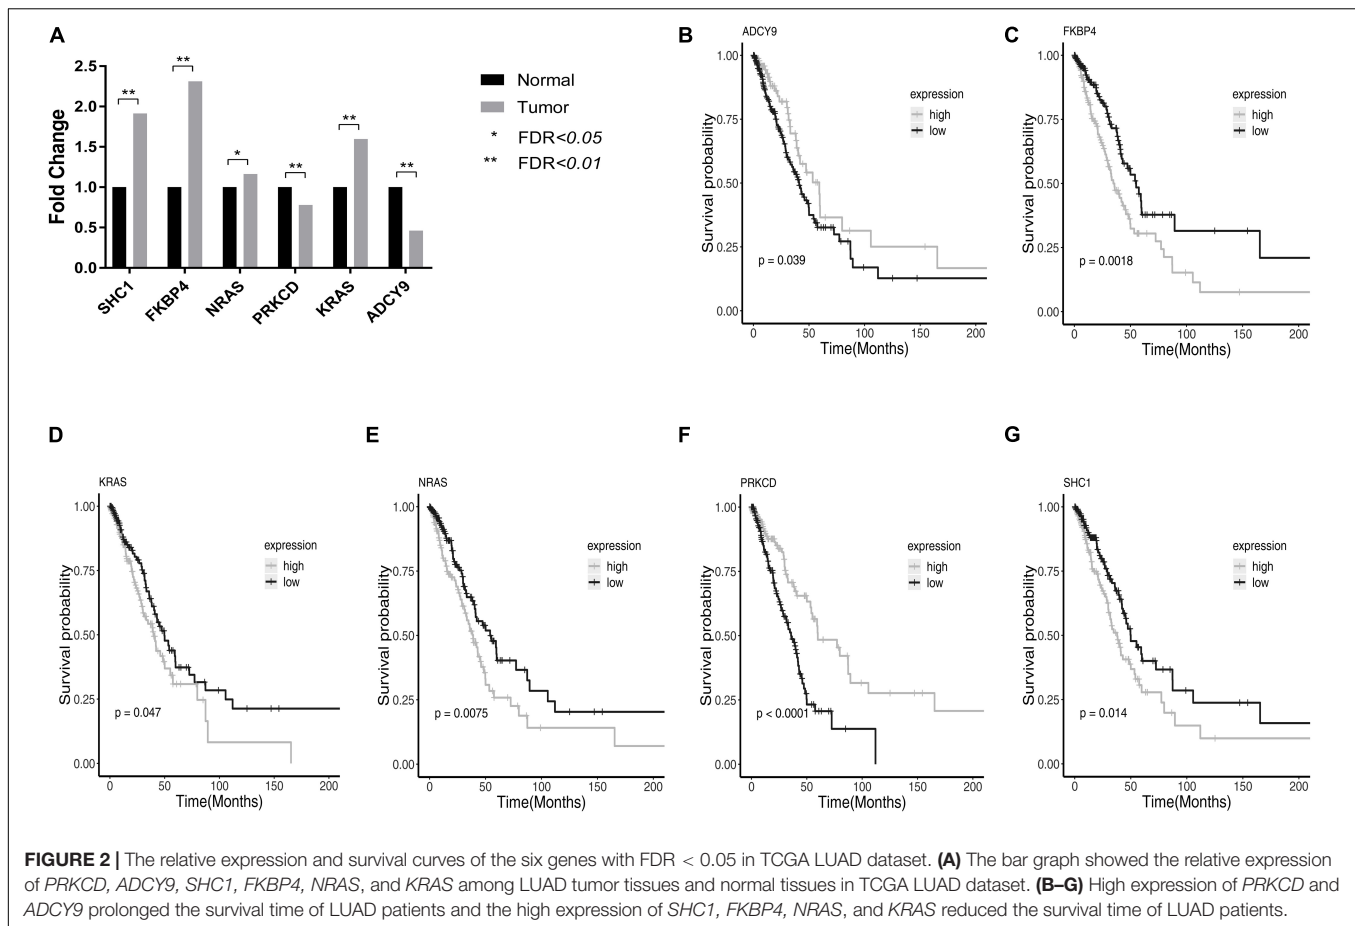 A
2.5
2.0
1.5
1.0
0.5
0.0
Fold Change
** ** * ** ** **
SHC1 FKBP4 NRAS PRKCD KRAS ADCY9
Normal
Tumor
* FDR<0.05
** FDR<0.01
B
ADCY9
1.00
0.75
0.50
0.25
0.00
Survival probability
expression
high
low
p = 0.039
0 50 100 150 200
Time(Months)
C
FKBP4
1.00
0.75
0.50
0.25
0.00
Survival probability
expression
high
low
p = 0.0018
0 50 100 150 200
Time(Months)
D
KRAS
1.00
0.75
0.50
0.25
0.00
Survival probability
expression
high
low
p = 0.047
0 50 100 150 200
Time(Months)
E
NRAS
1.00
0.75
0.50
0.25
0.00
Survival probability
expression
high
low
p = 0.0075
0 50 100 150 200
Time(Months)
F
PRKCD
1.00
0.75
0.50
0.25
0.00
Survival probability
expression
high
low
p < 0.0001
0 50 100 150 200
Time(Months)
G
SHC1
1.00
0.75
0.50
0.25
0.00
Survival probability
expression
high
low
p = 0.014
0 50 100 150 200
Time(Months)
FIGURE 2 | The relative expression and survival curves of the six genes with FDR < 0.05 in TCGA LUAD dataset. (A) The bar graph showed the relative expression
of PRKCD, ADCY9, SHC1, FKBP4, NRAS, and KRAS among LUAD tumor tissues and normal tissues in TCGA LUAD dataset. (B–G) High expression of PRKCD and
ADCY9 prolonged the survival time of LUAD patients and the high expression of SHC1, FKBP4, NRAS, and KRAS reduced the survival time of LUAD patients.